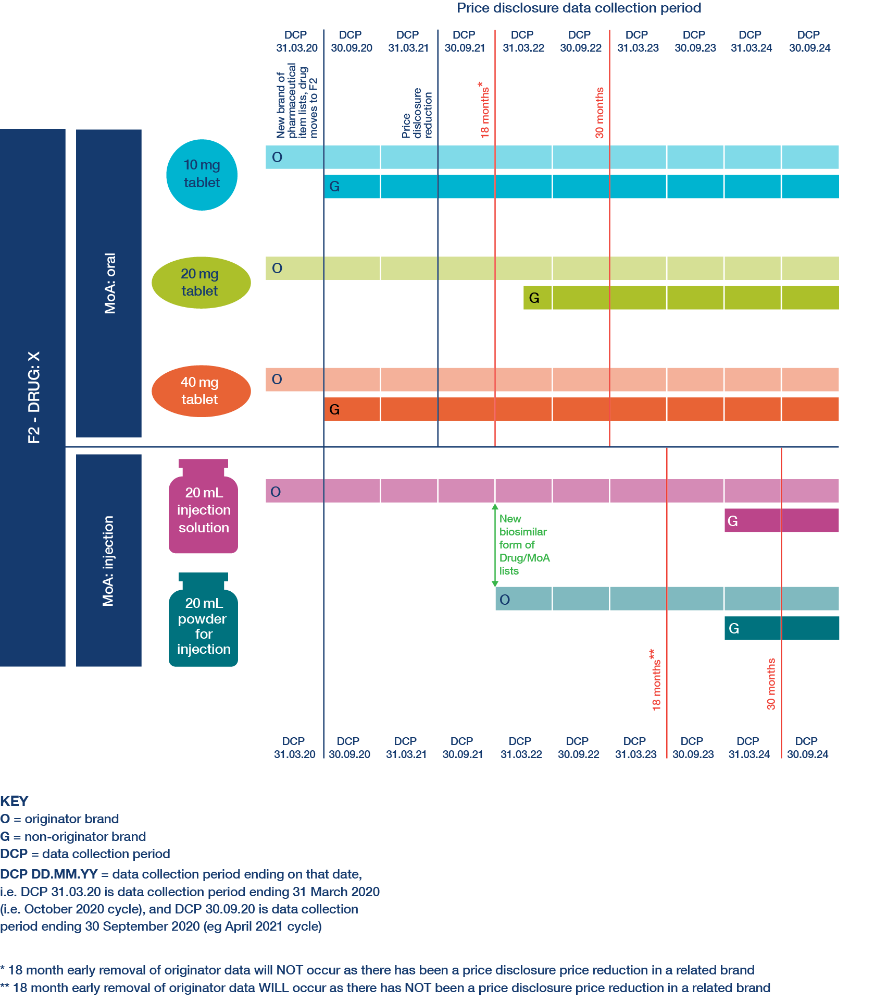 Price disclosure data collection period
DCP
31.03.20
DCP
30.09.20
DCP
31.03.21
DCP
30.09.21
DCP
31.03.22
DCP
30.09.22
DCP
31.03.23
DCP
30.09.23
DCP
31.03.24
DCP
30.09.24
New brand of
pharmaceutical
item lists, drug
moves to F2
Price
dislcosure
reduction
18 months*
30 months
F2 - DRUG: X
MoA: oral
10 mg
tablet
O
G
20 mg
tablet
O
G
40 mg
tablet
O
G
MoA: injection
20 mL
injection
solution
O
G
New
biosimilar
form of
Drug/MoA
lists
20 mL
powder
for
injection
O
G
18 months**
30 months
DCP
31.03.20
DCP
30.09.20
DCP
31.03.21
DCP
30.09.21
DCP
31.03.22
DCP
30.09.22
DCP
31.03.23
DCP
30.09.23
DCP
31.03.24
DCP
30.09.24
KEY
O = originator brand
G = non-originator brand
DCP = data collection period
DCP DD.MM.YY = data collection period ending on that date,
i.e. DCP 31.03.20 is data collection period ending 31 March 2020
(i.e. October 2020 cycle), and DCP 30.09.20 is data collection
period ending 30 September 2020 (eg April 2021 cycle)
* 18 month early removal of originator data will NOT occur as there has been a price disclosure price reduction in a related brand
** 18 month early removal of originator data WILL occur as there has NOT been a price disclosure price reduction in a related brand